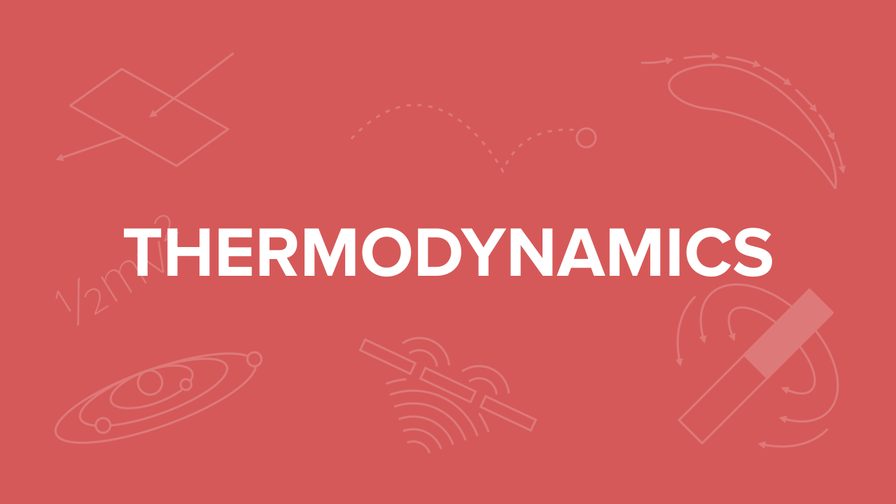 THERMODYNAMICS
½mv²